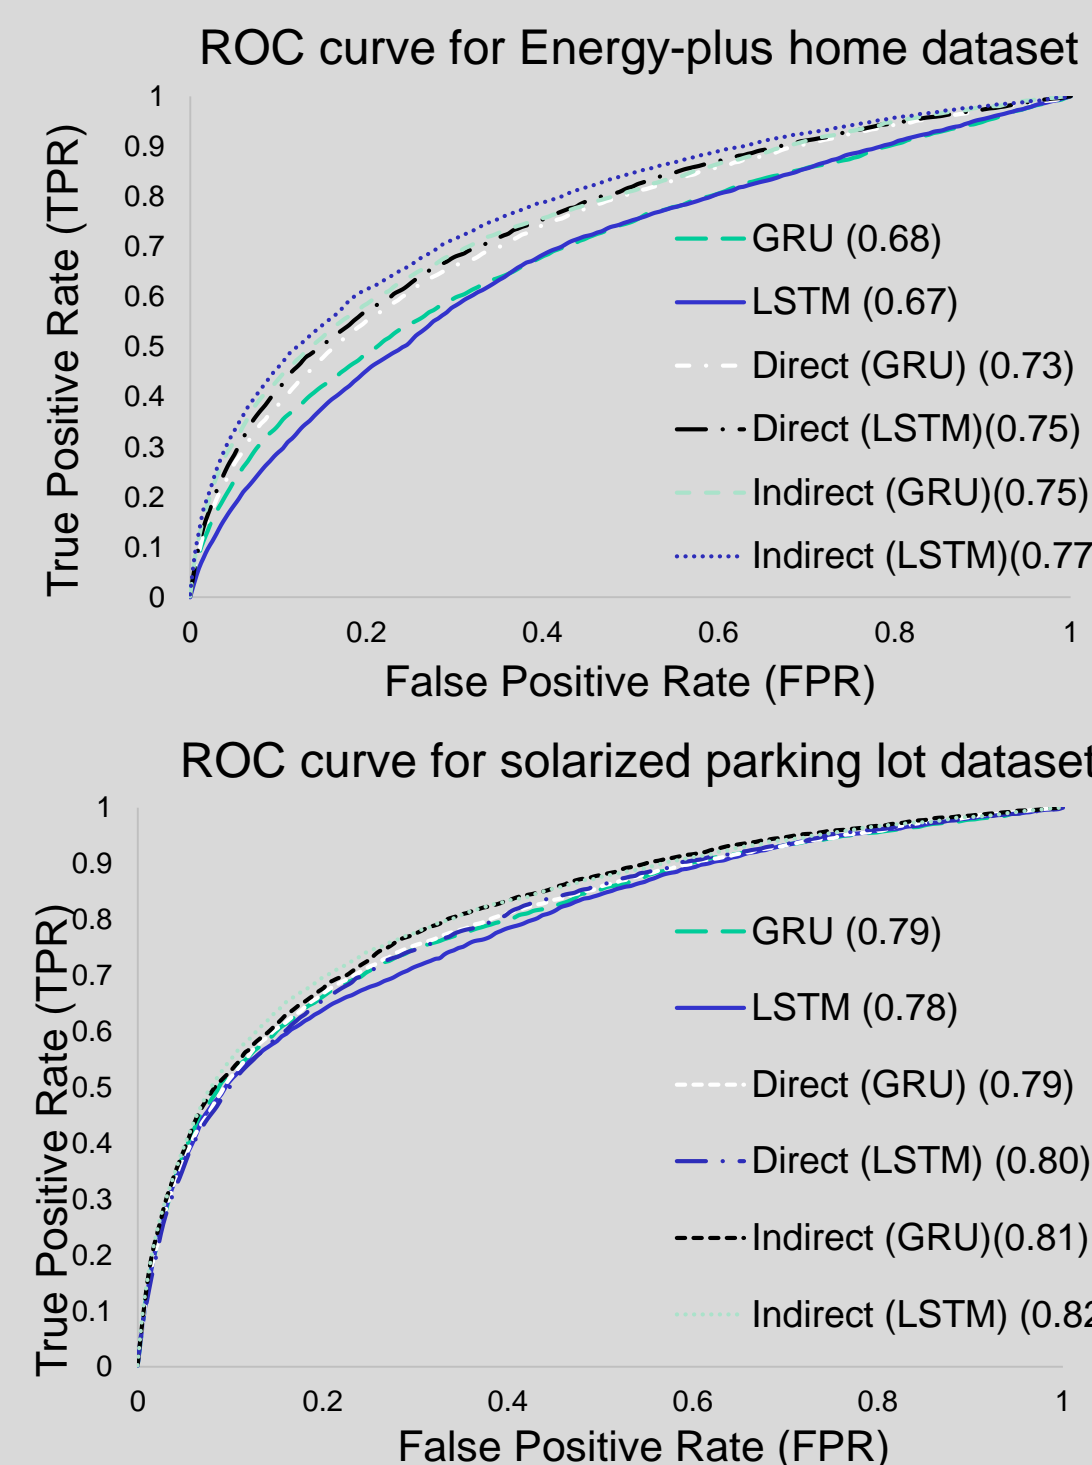 ROC curve for Energy-plus home dataset
True Positive Rate (TPR)
1
0.9
0.8
0.7
0.6
0.5
0.4
0.3
0.2
0.1
0
GRU (0.68)
LSTM (0.67)
Direct (GRU) (0.73)
Direct (LSTM)(0.75)
Indirect (GRU)(0.75)
Indirect (LSTM)(0.77
0 0.2 0.4 0.6 0.8 1
False Positive Rate (FPR)
ROC curve for solarized parking lot dataset
True Positive Rate (TPR)
1
0.9
0.8
0.7
0.6
0.5
0.4
0.3
0.2
0.1
0
GRU (0.79)
LSTM (0.78)
Direct (GRU) (0.79)
Direct (LSTM) (0.80)
Indirect (GRU)(0.81)
Indirect (LSTM) (0.82
0 0.2 0.4 0.6 0.8 1
False Positive Rate (FPR)